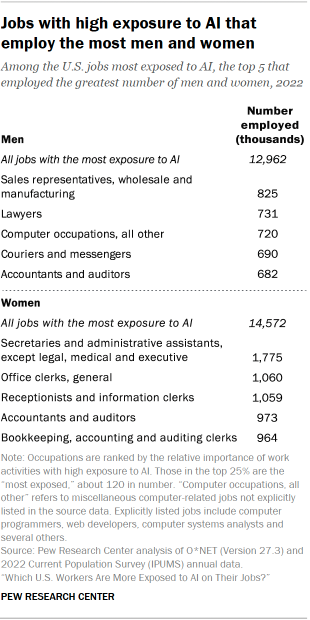 Jobs with high exposure to AI that
employ the most men and women
Among the U.S. jobs most exposed to AI, the top 5 that
employed the greatest number of men and women, 2022
Number
employed
Men (thousands)
All jobs with the most exposure to AI 12,962
Sales representatives, wholesale and
manufacturing 825
Lawyers 731
Computer occupations, all other 720
Couriers and messengers 690
Accountants and auditors 682
Women
All jobs with the most exposure to AI 14,572
Secretaries and administrative assistants,
except legal, medical and executive 1,775
Office clerks, general 1,060
Receptionists and information clerks 1,059
Accountants and auditors 973
Bookkeeping, accounting and auditing clerks 964
Note: Occupations are ranked by the relative importance of work
activities with high exposure to AI. Those in the top 25% are the
“most exposed,” about 120 in number. “Computer occupations, all
other” refers to miscellaneous computer-related jobs not explicitly
listed in the source data. Explicitly listed jobs include computer
programmers, web developers, computer systems analysts and
several others.
Source: Pew Research Center analysis of O*NET (Version 27.3) and
2022 Current Population Survey (IPUMS) annual data.
“Which U.S. Workers Are More Exposed to AI on Their Jobs?”
PEW RESEARCH CENTER